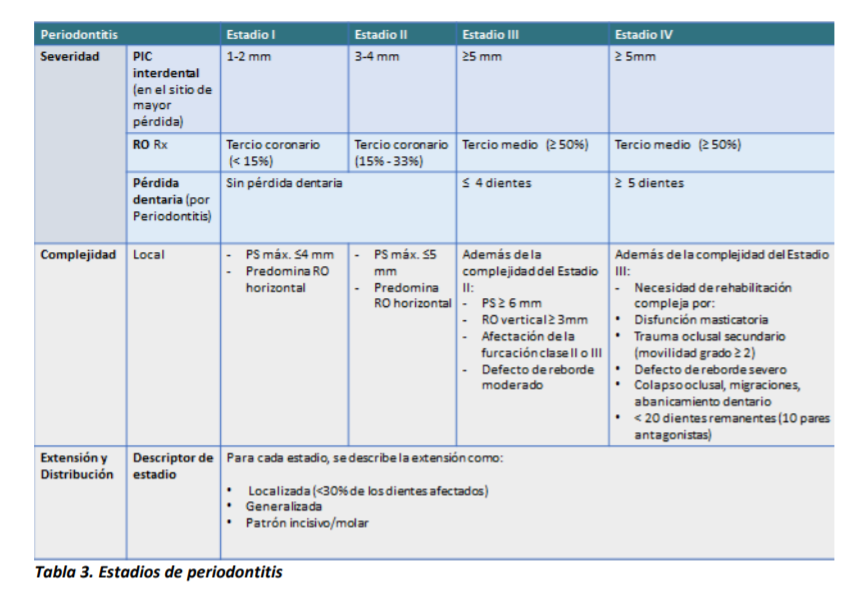 Periodontitis Estadio I Estadio II Estadio III Estadio IV
Severidad PIC interdental (en el sitio de mayor pérdida) 1-2 mm 3-4 mm ≥5 mm ≥ 5mm
RO Rx Tercio coronario (< 15%) Tercio coronario (15% - 33%) Tercio medio (≥ 50%) Tercio medio (≥ 50%)
Pérdida dentaria (por Periodontitis) Sin pérdida dentaria ≤ 4 dientes ≥ 5 dientes
Complejidad Local
- PS máx. ≤4 mm
- Predomina RO horizontal
- PS máx. ≤5 mm
- Predomina RO horizontal
Además de la complejidad del Estadio II:
- PS ≥ 6 mm
- RO vertical ≥ 3mm
- Afectación de la furcación clase II o III
- Defecto de reborde moderado
Además de la complejidad del Estadio III:
- Necesidad de rehabilitación compleja por:
• Disfunción masticatoria
• Trauma oclusal secundario (movilidad grado ≥ 2)
• Defecto de reborde severo
• Colapso oclusal, migraciones, abanicamiento dentario
• < 20 dientes remanentes (10 pares antagonistas)
Extensión y Distribución Descriptor de estadio Para cada estadio, se describe la extensión como:
• Localizada (<30% de los dientes afectados)
• Generalizada
• Patrón incisivo/molar
Tabla 3. Estadios de periodontitis